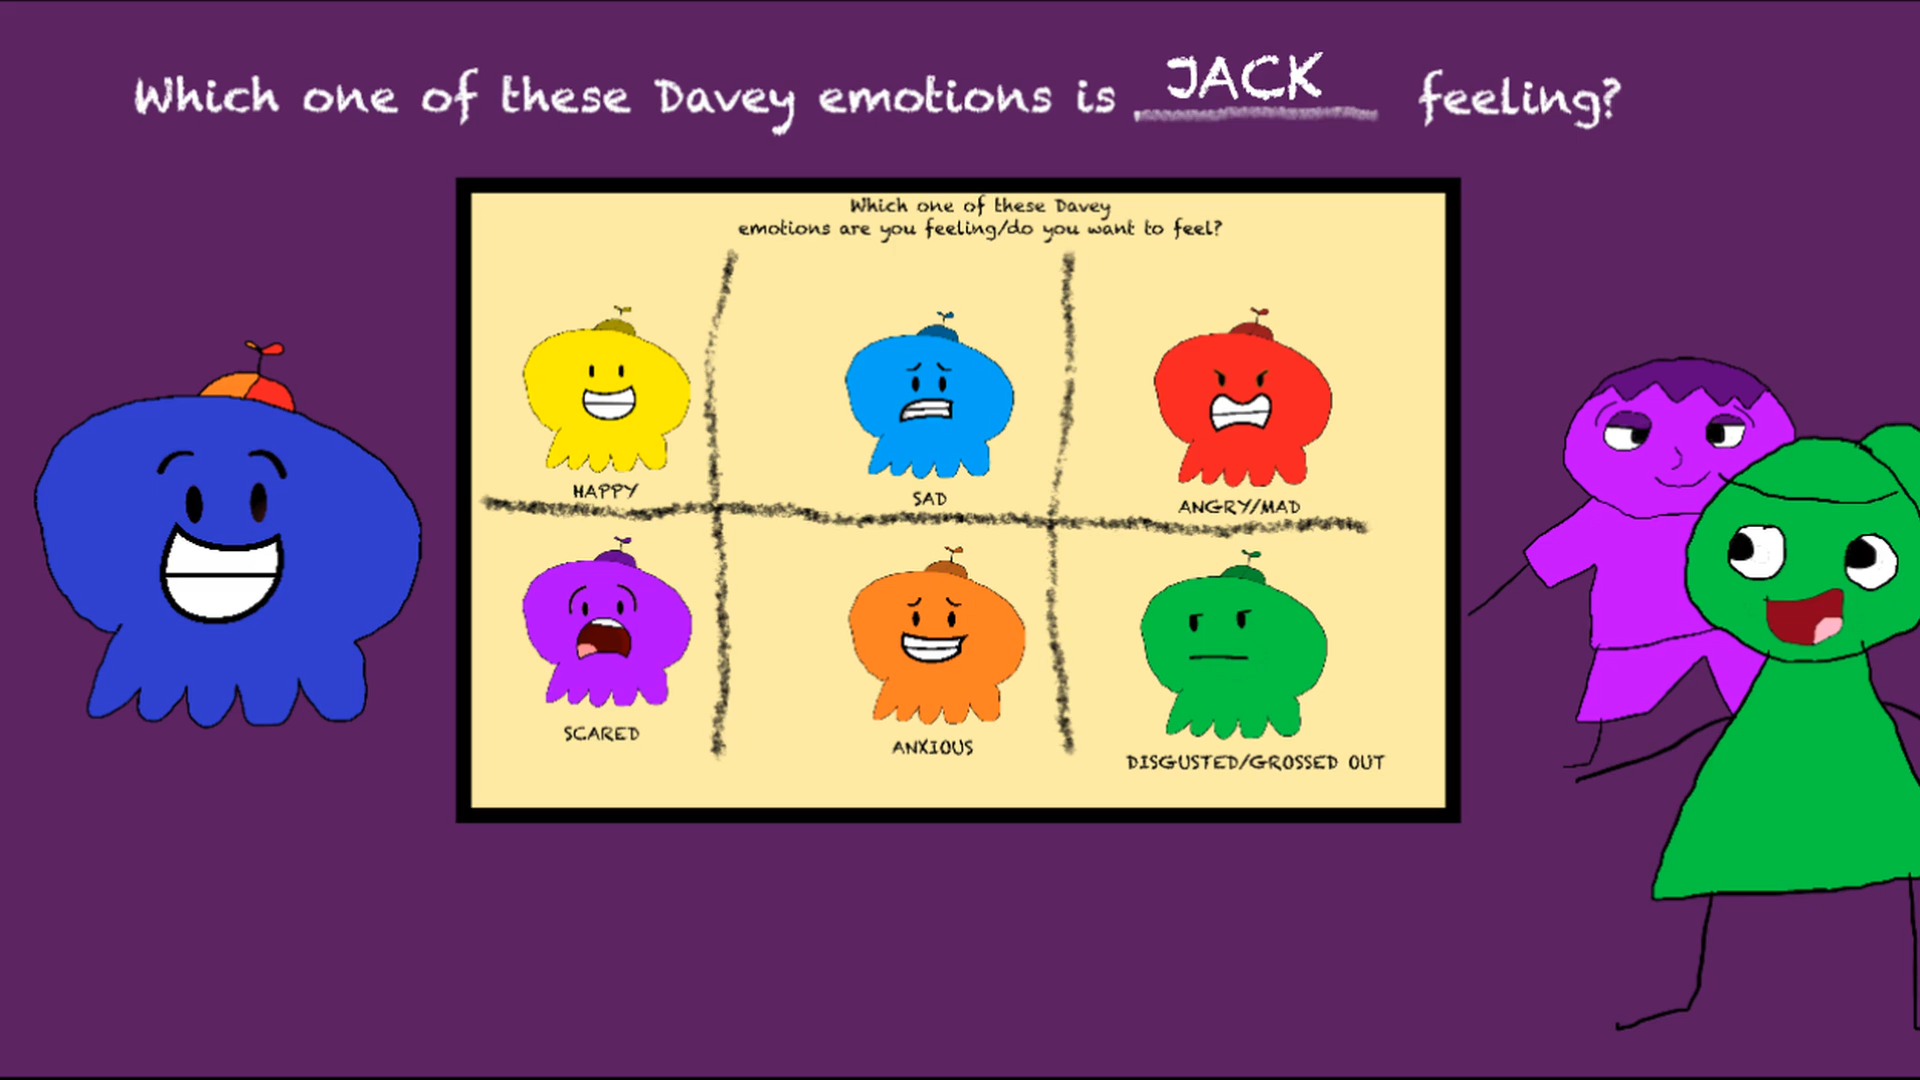 Which one of these Davey emotions is JACK feeling?
Which one of these Davey
emotions are you feeling/do you want to feel?
HAPPY
SAD
ANGRY/MAD
SCARED
ANXIOUS
DISGUSTED/GROSSED OUT